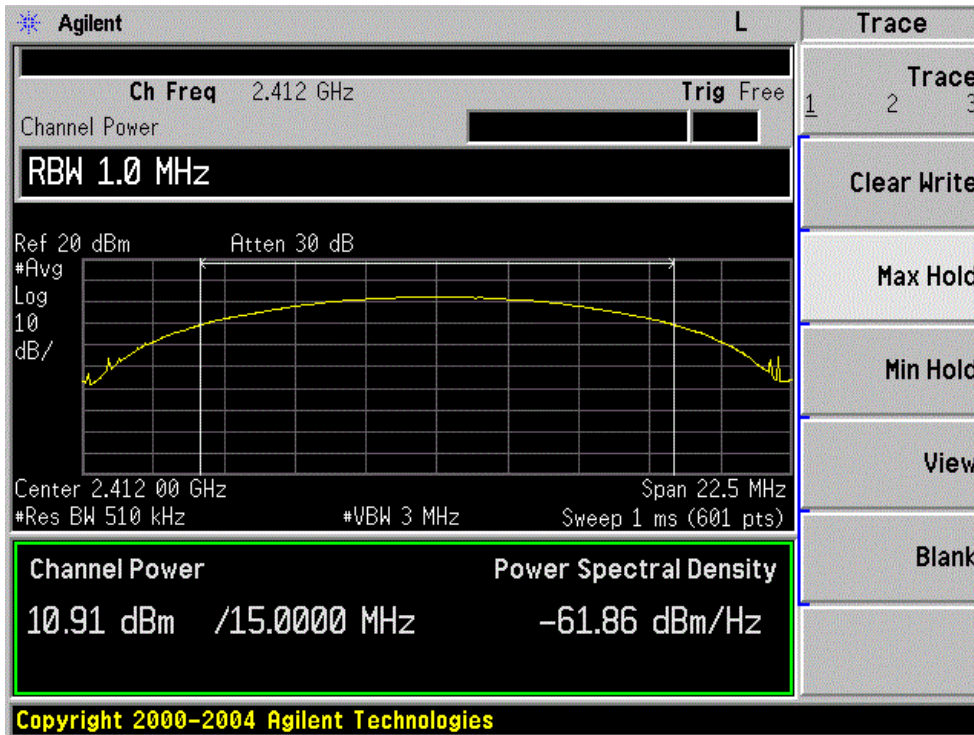 Agilent L Trace
Ch Freq 2.412 GHz Trig Free
Channel Power
RBW 1.0 MHz
Ref 20 dBm Atten 30 dB
#Avg
Log
10
dB/
Center 2.412 00 GHz Span 22.5 MHz
#Res BW 510 kHz #VBW 3 MHz Sweep 1 ms (601 pts)
Channel Power Power Spectral Density
10.91 dBm /15.0000 MHz -61.86 dBm/Hz
Copyright 2000-2004 Agilent Technologies
Trace
1 2 3
Clear Write
Max Hold
Min Hold
View
Blank